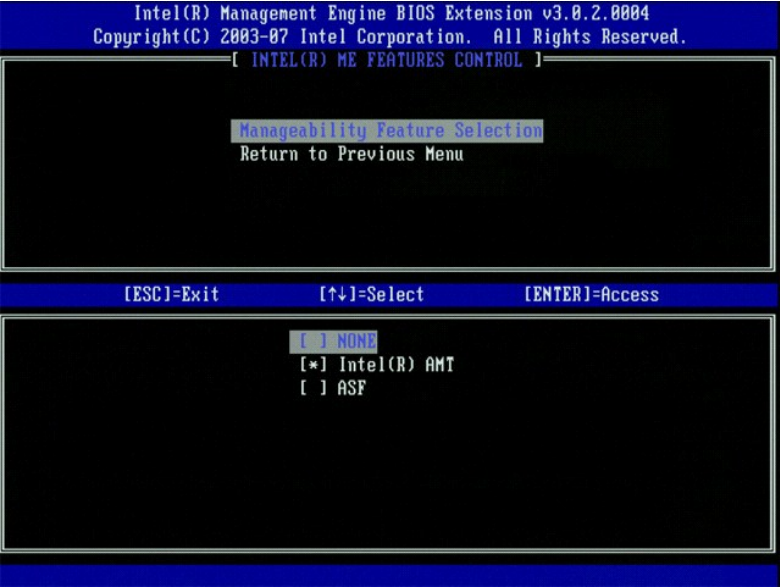 Intel(R) Management Engine BIOS Extension v3.0.2.0004
Copyright(C) 2003-07 Intel Corporation. All Rights Reserved.
[ INTEL(R) ME FEATURES CONTROL ]
Manageability Feature Selection
Return to Previous Menu
[ESC]=Exit [↑↓]=Select [ENTER]=Access
[ ] NONE
[*] Intel(R) AMT
[ ] ASF